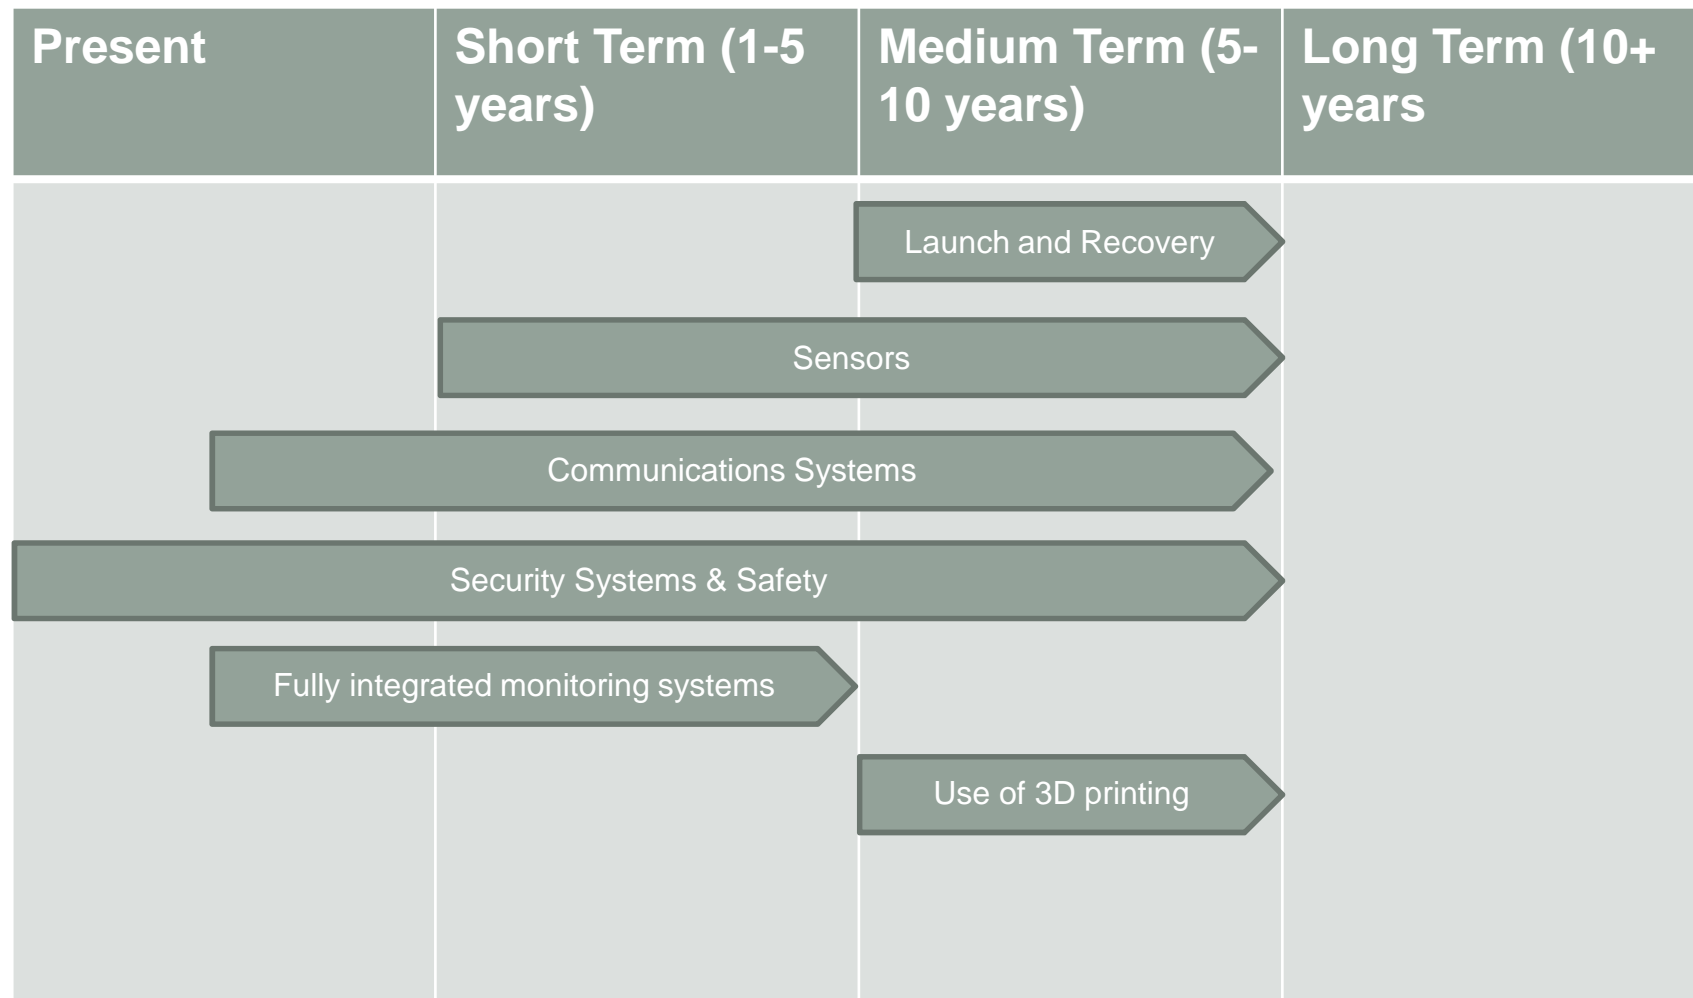 Present
Short Term (1-5
years)
Medium Term (5-
10 years)
Long Term (10+
years
Launch and Recovery
Sensors
Communications Systems
Security Systems & Safety
Fully integrated monitoring systems
Use of 3D printing